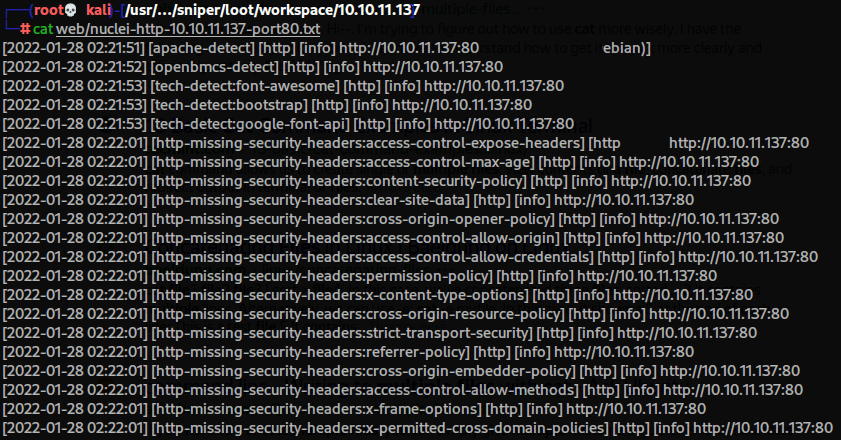 (root💀 kali)-[/usr/…/sniper/loot/workspace/10.10.11.137
# cat web/nuclei-http-10.10.11.137-port80.txt
[2022-01-28 02:21:51] [apache-detect] [http] [info] http://10.10.11.137:80 ebian)]
[2022-01-28 02:21:52] [openbmcs-detect] [http] [info] http://10.10.11.137:80
[2022-01-28 02:21:53] [tech-detect:font-awesome] [http] [info] http://10.10.11.137:80
[2022-01-28 02:21:53] [tech-detect:bootstrap] [http] [info] http://10.10.11.137:80
[2022-01-28 02:21:53] [tech-detect:google-font-api] [http] [info] http://10.10.11.137:80
[2022-01-28 02:22:01] [http-missing-security-headers:access-control-expose-headers] [http http://10.10.11.137:80
[2022-01-28 02:22:01] [http-missing-security-headers:access-control-max-age] [http] [info] http://10.10.11.137:80
[2022-01-28 02:22:01] [http-missing-security-headers:content-security-policy] [http] [info] http://10.10.11.137:80
[2022-01-28 02:22:01] [http-missing-security-headers:clear-site-data] [http] [info] http://10.10.11.137:80
[2022-01-28 02:22:01] [http-missing-security-headers:cross-origin-opener-policy] [http] [info] http://10.10.11.137:80
[2022-01-28 02:22:01] [http-missing-security-headers:access-control-allow-origin] [http] [info] http://10.10.11.137:80
[2022-01-28 02:22:01] [http-missing-security-headers:access-control-allow-credentials] [http] [info] http://10.10.11.137:80
[2022-01-28 02:22:01] [http-missing-security-headers:permission-policy] [http] [info] http://10.10.11.137:80
[2022-01-28 02:22:01] [http-missing-security-headers:x-content-type-options] [http] [info] http://10.10.11.137:80
[2022-01-28 02:22:01] [http-missing-security-headers:cross-origin-resource-policy] [http] [info] http://10.10.11.137:80
[2022-01-28 02:22:01] [http-missing-security-headers:strict-transport-security] [http] [info] http://10.10.11.137:80
[2022-01-28 02:22:01] [http-missing-security-headers:referrer-policy] [http] [info] http://10.10.11.137:80
[2022-01-28 02:22:01] [http-missing-security-headers:cross-origin-embedder-policy] [http] [info] http://10.10.11.137:80
[2022-01-28 02:22:01] [http-missing-security-headers:access-control-allow-methods] [http] [info] http://10.10.11.137:80
[2022-01-28 02:22:01] [http-missing-security-headers:x-frame-options] [http] [info] http://10.10.11.137:80
[2022-01-28 02:22:01] [http-missing-security-headers:x-permitted-cross-domain-policies] [http] [info] http://10.10.11.137:80